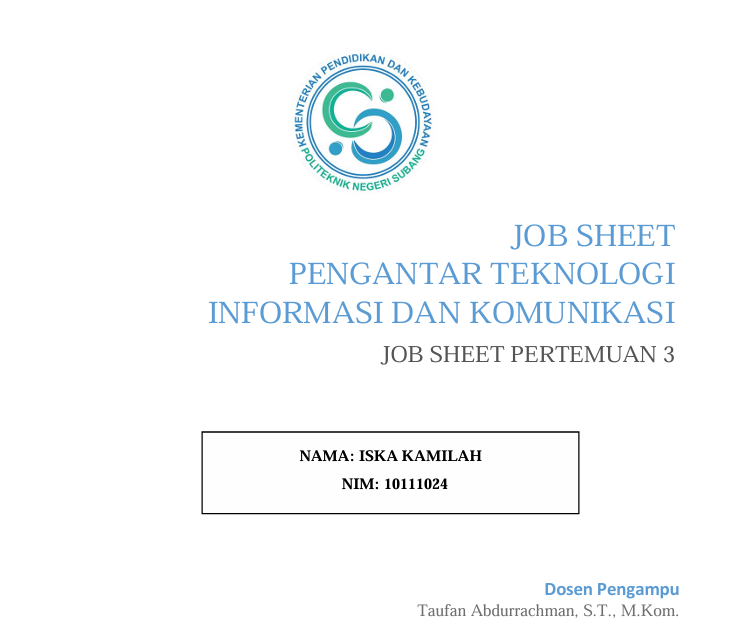 KEMENTERIAN PENDIDIKAN DAN KEBUDAYAAN
POLITEKNIK NEGERI SUBANG
JOB SHEET
PENGANTAR TEKNOLOGI
INFORMASI DAN KOMUNIKASI
JOB SHEET PERTEMUAN 3
NAMA: ISKA KAMILAH
NIM: 10111024
Dosen Pengampu
Taufan Abdurrachman, S.T., M.Kom.